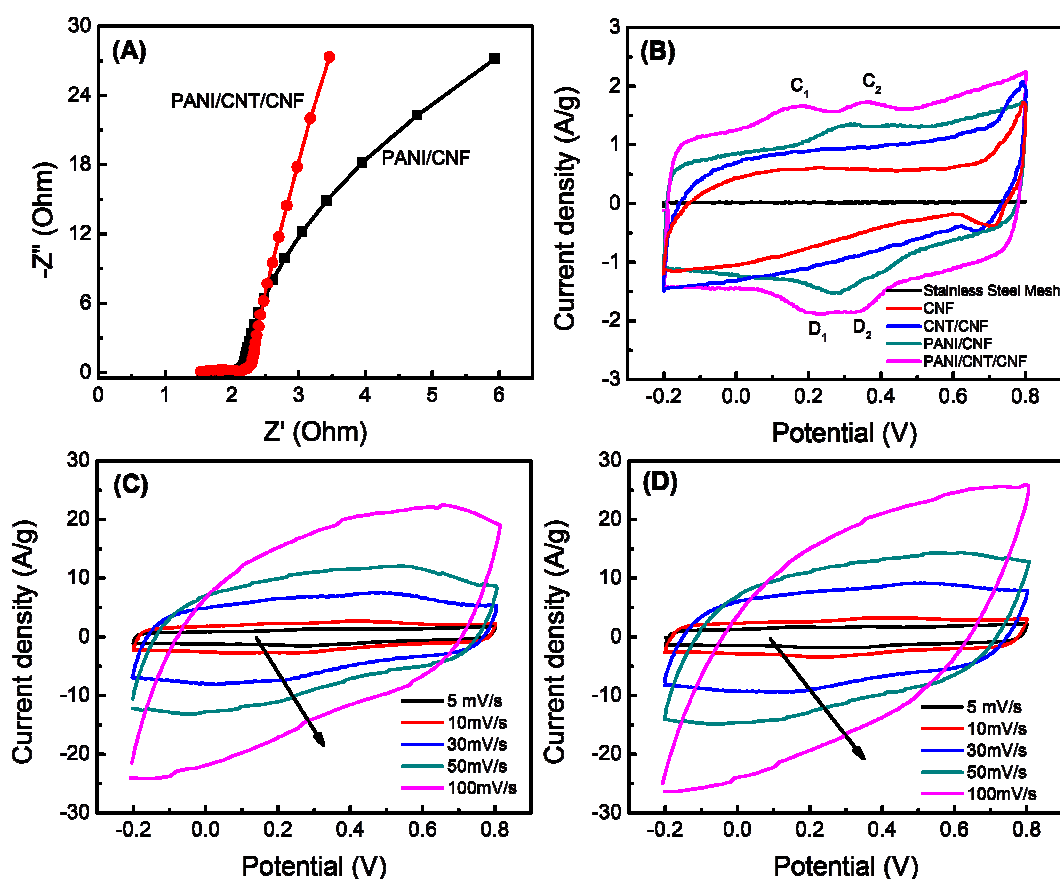 (A)
30
24
18
12
6
0
-Z" (Ohm)
PANI/CNT/CNF
PANI/CNF
0 1 2 3 4 5 6
Z' (Ohm)
(B)
3
2
1
0
-1
-2
-3
Current density (A/g)
C1 C2
D1 D2
Stainless Steel Mesh
CNF
CNT/CNF
PANI/CNF
PANI/CNT/CNF
-0.2 0.0 0.2 0.4 0.6 0.8
Potential (V)
(C)
30
20
10
0
-10
-20
-30
Current density (A/g)
5 mV/s
10mV/s
30mV/s
50mV/s
100mV/s
-0.2 0.0 0.2 0.4 0.6 0.8
Potential (V)
(D)
30
20
10
0
-10
-20
-30
Current density (A/g)
5 mV/s
10mV/s
30mV/s
50mV/s
100mV/s
-0.2 0.0 0.2 0.4 0.6 0.8
Potential (V)